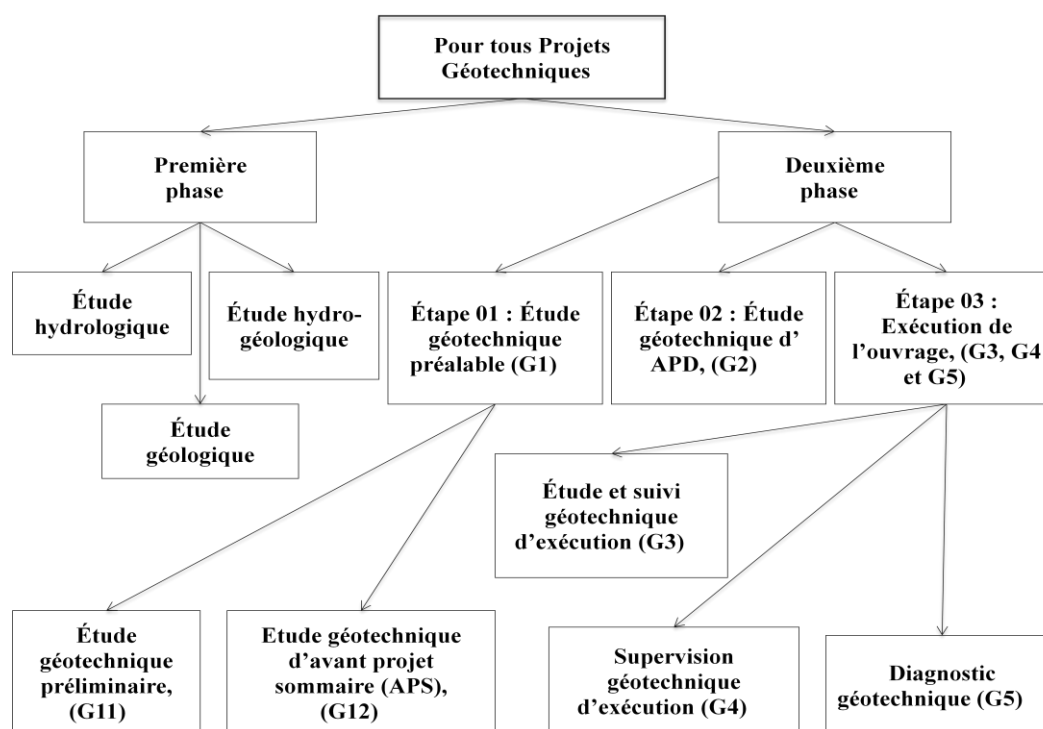 Pour tous Projets
Géotechniques
Première
phase
Deuxième
phase
Étude
hydrologique
Étude hydro-
géologique
Étude
géologique
Étape 01 : Étude
géotechnique
préalable (G1)
Étape 02 : Étude
géotechnique d’
APD, (G2)
Étape 03 :
Exécution de
l’ouvrage, (G3, G4
et G5)
Étude et suivi
géotechnique
d’exécution (G3)
Étude
géotechnique
préliminaire,
(G11)
Etude géotechnique
d’avant projet
sommaire (APS),
(G12)
Supervision
géotechnique
d’exécution (G4)
Diagnostic
géotechnique (G5)